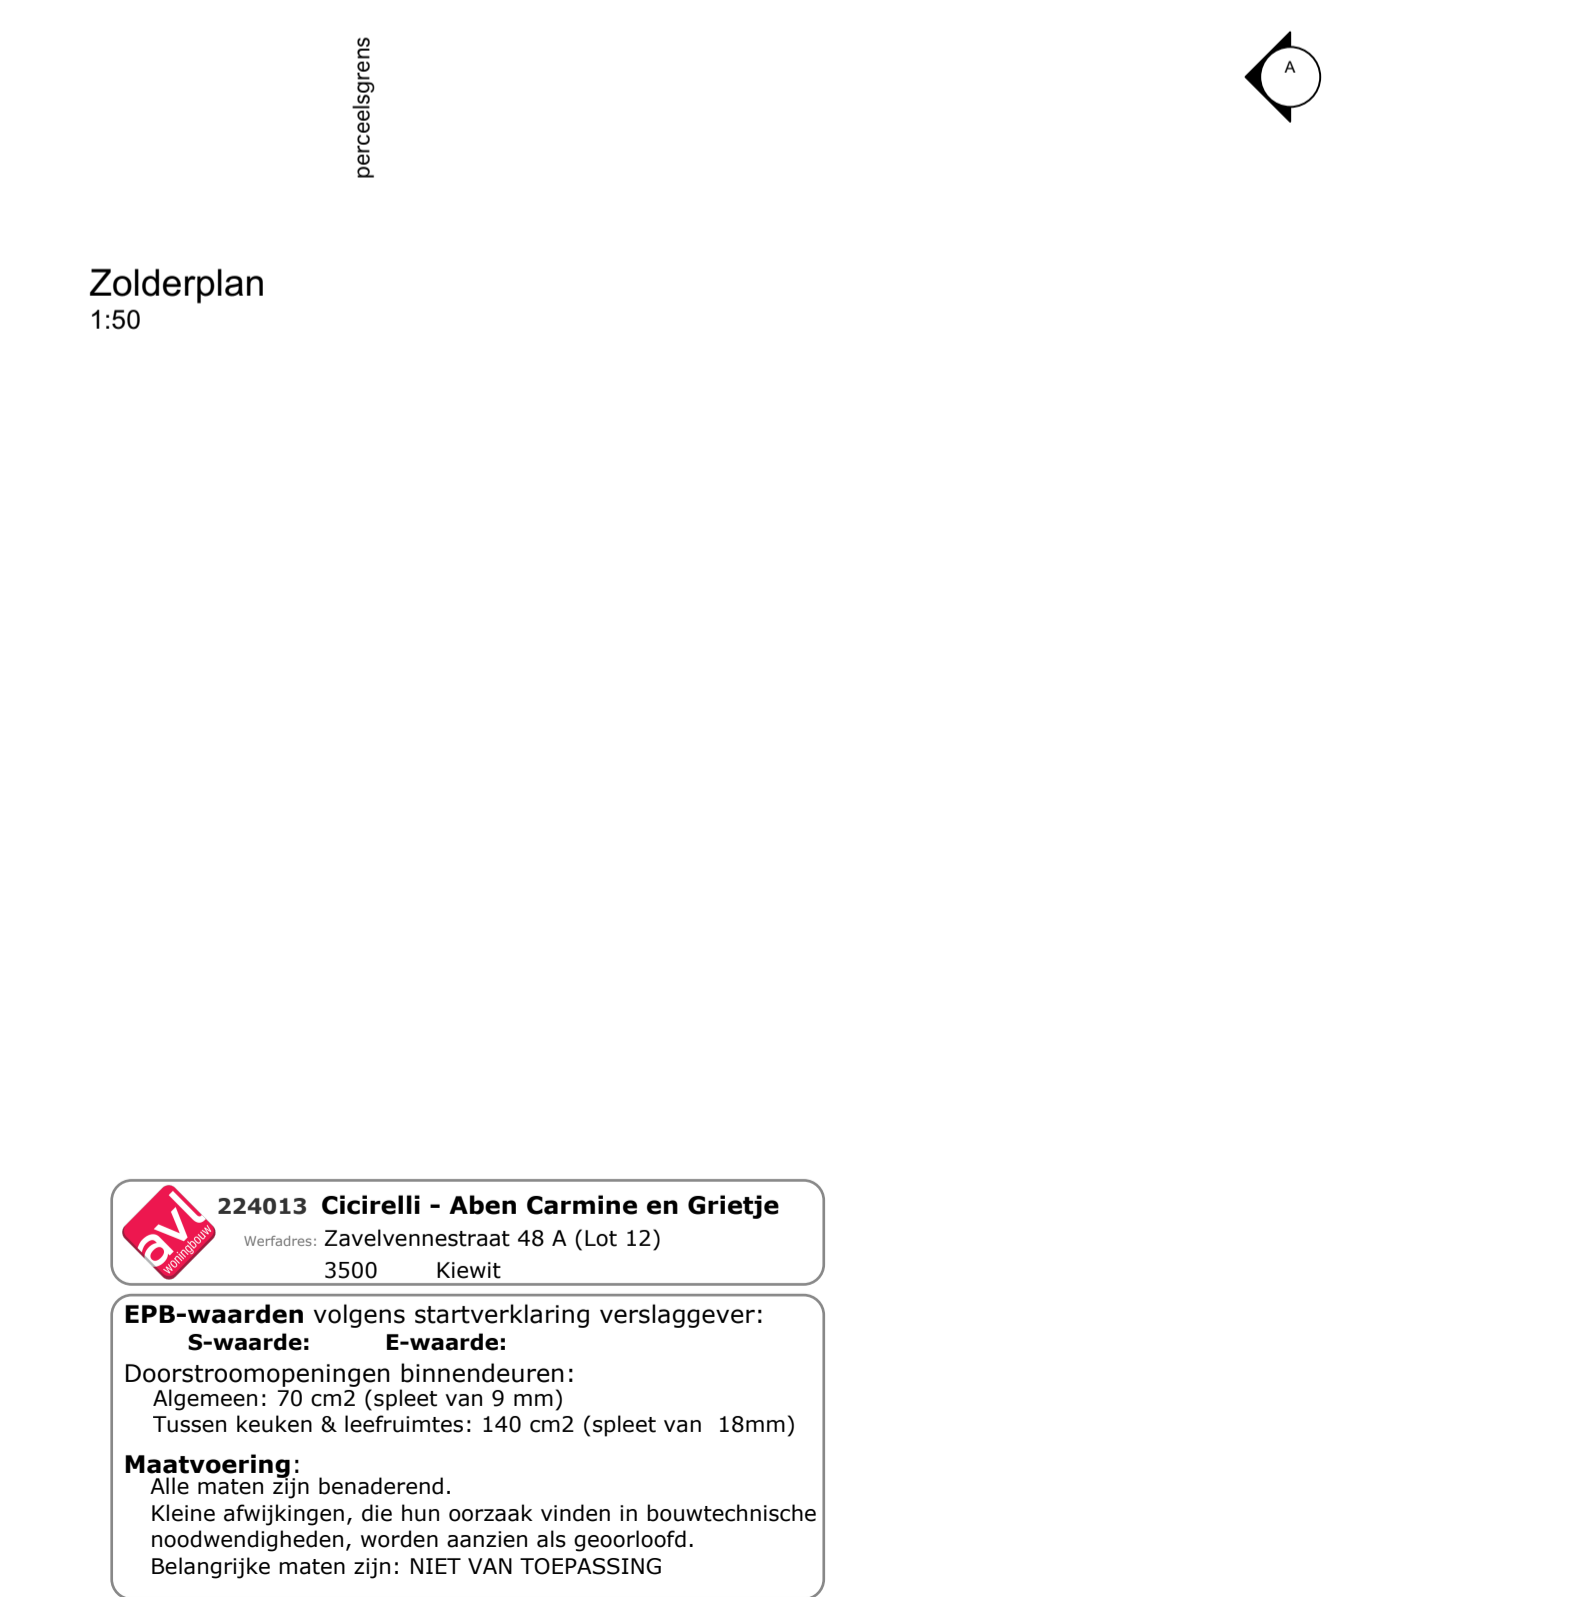 perceelsgrens
A
Zolderplan
1:50
avl
woningbouw
224013 Cicirelli - Aben Carmine en Grietje
Werfadres: Zavelvennestraat 48 A (Lot 12)
3500 Kiewit
EPB-waarden volgens startverklaring verslaggever:
S-waarde: E-waarde:
Doorstroomopeningen binnendeuren:
Algemeen: 70 cm2 (spleet van 9 mm)
Tussen keuken & leefruimtes: 140 cm2 (spleet van 18mm)
Maatvoering:
Alle maten zijn benaderend.
Kleine afwijkingen, die hun oorzaak vinden in bouwtechnische
noodwendigheden, worden aanzien als geoorloofd.
Belangrijke maten zijn: NIET VAN TOEPASSING